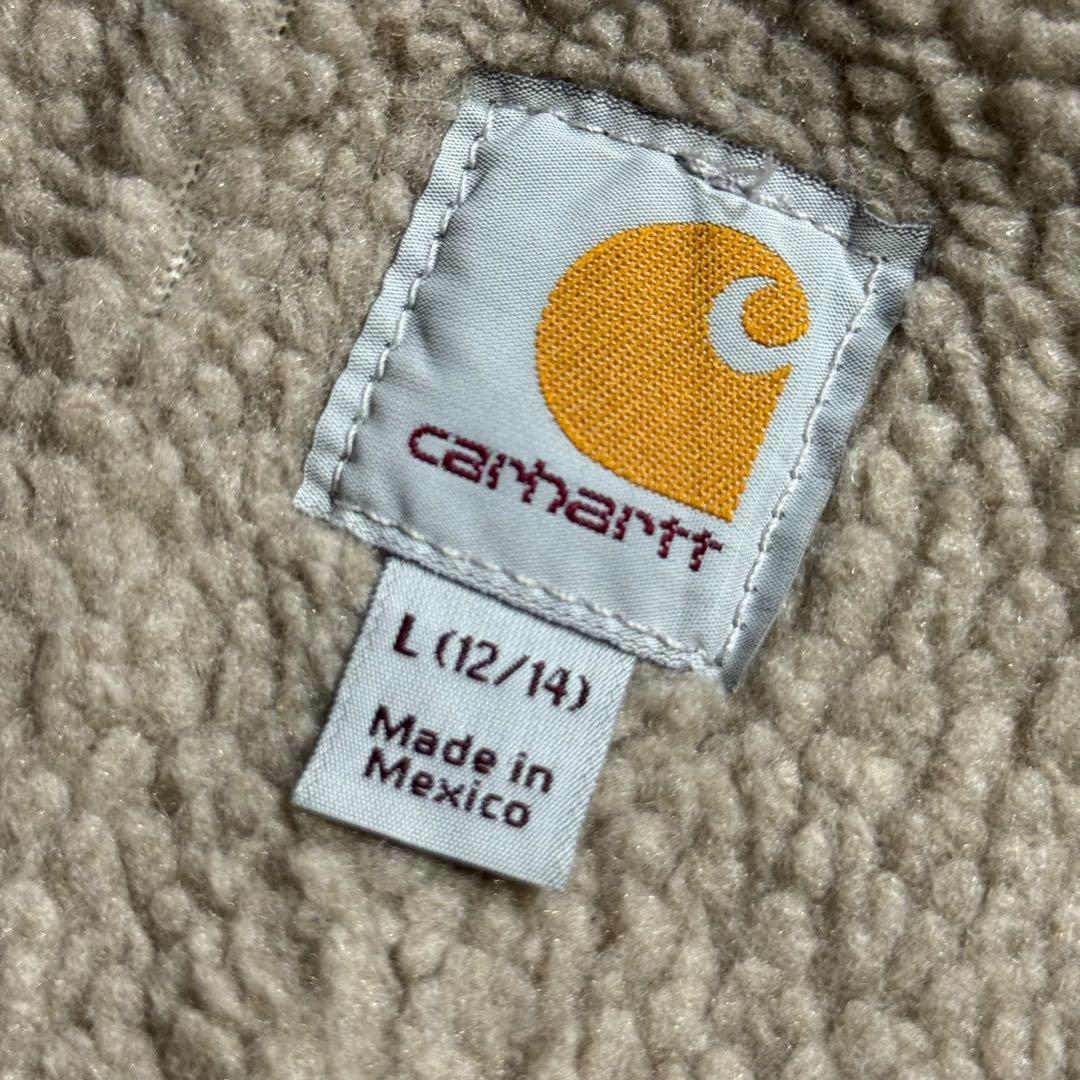 carhartt
L (12/14)
Made in
Mexico